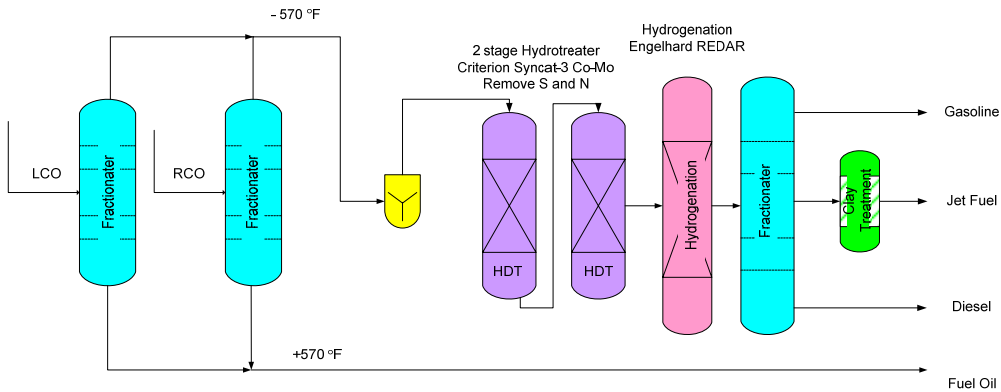 – 570 °F
Hydrogenation
Engelhard REDAR
2 stage Hydrotreater
Criterion Syncat-3 Co-Mo
Remove S and N
Gasoline
LCO
Fractionater
RCO
Fractionater
HDT
HDT
Hydrogenation
Fractionater
Clay
Treatment
Jet Fuel
Diesel
+570 °F
Fuel Oil